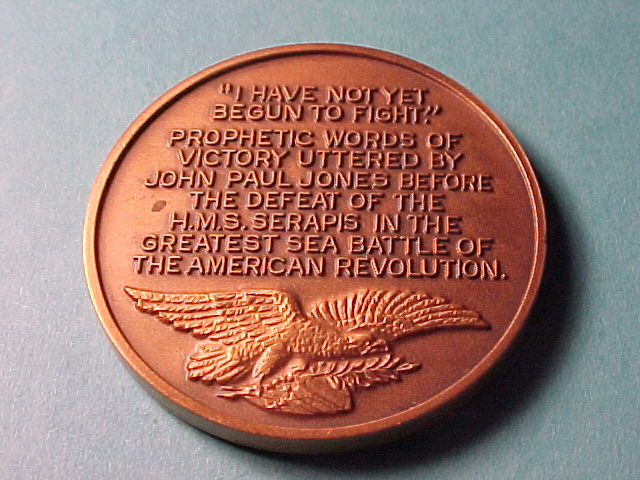 "I HAVE NOT YET
BEGUN TO FIGHT."
PROPHETIC WORDS OF
VICTORY UTTERED BY
JOHN PAUL JONES BEFORE
THE DEFEAT OF THE
H.M.S. SERAPIS IN THE
GREATEST SEA BATTLE OF
THE AMERICAN REVOLUTION.